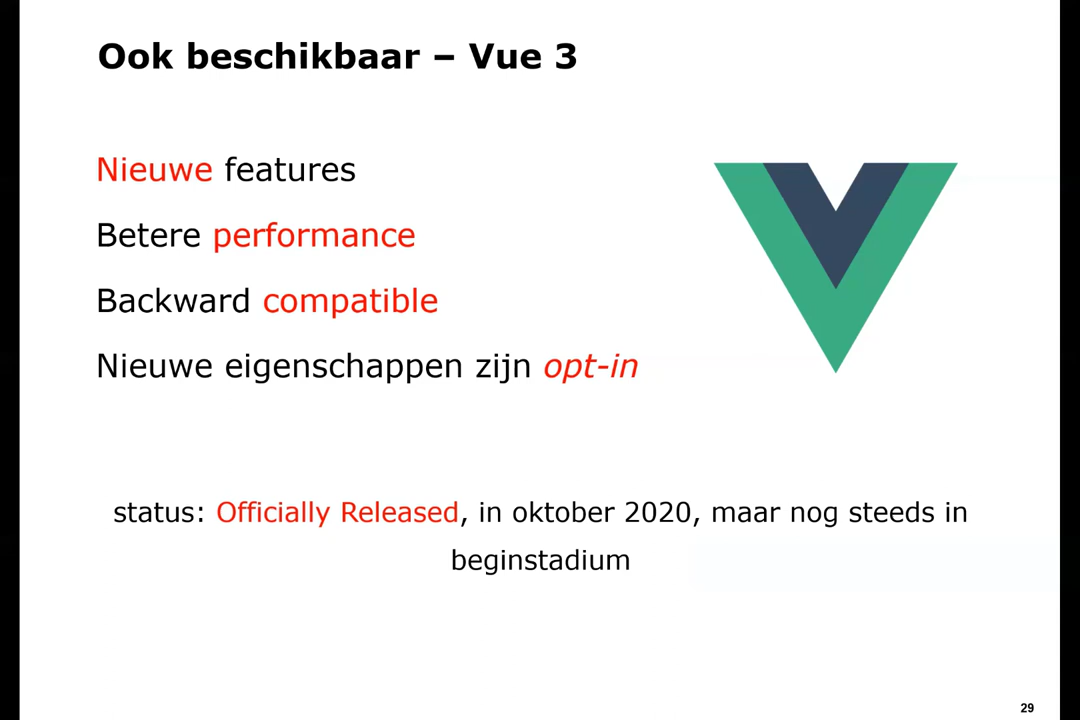 Ook beschikbaar – Vue 3
Nieuwe features
Betere performance
Backward compatible
Nieuwe eigenschappen zijn opt-in
status: Officially Released, in oktober 2020, maar nog steeds in
beginstadium
29